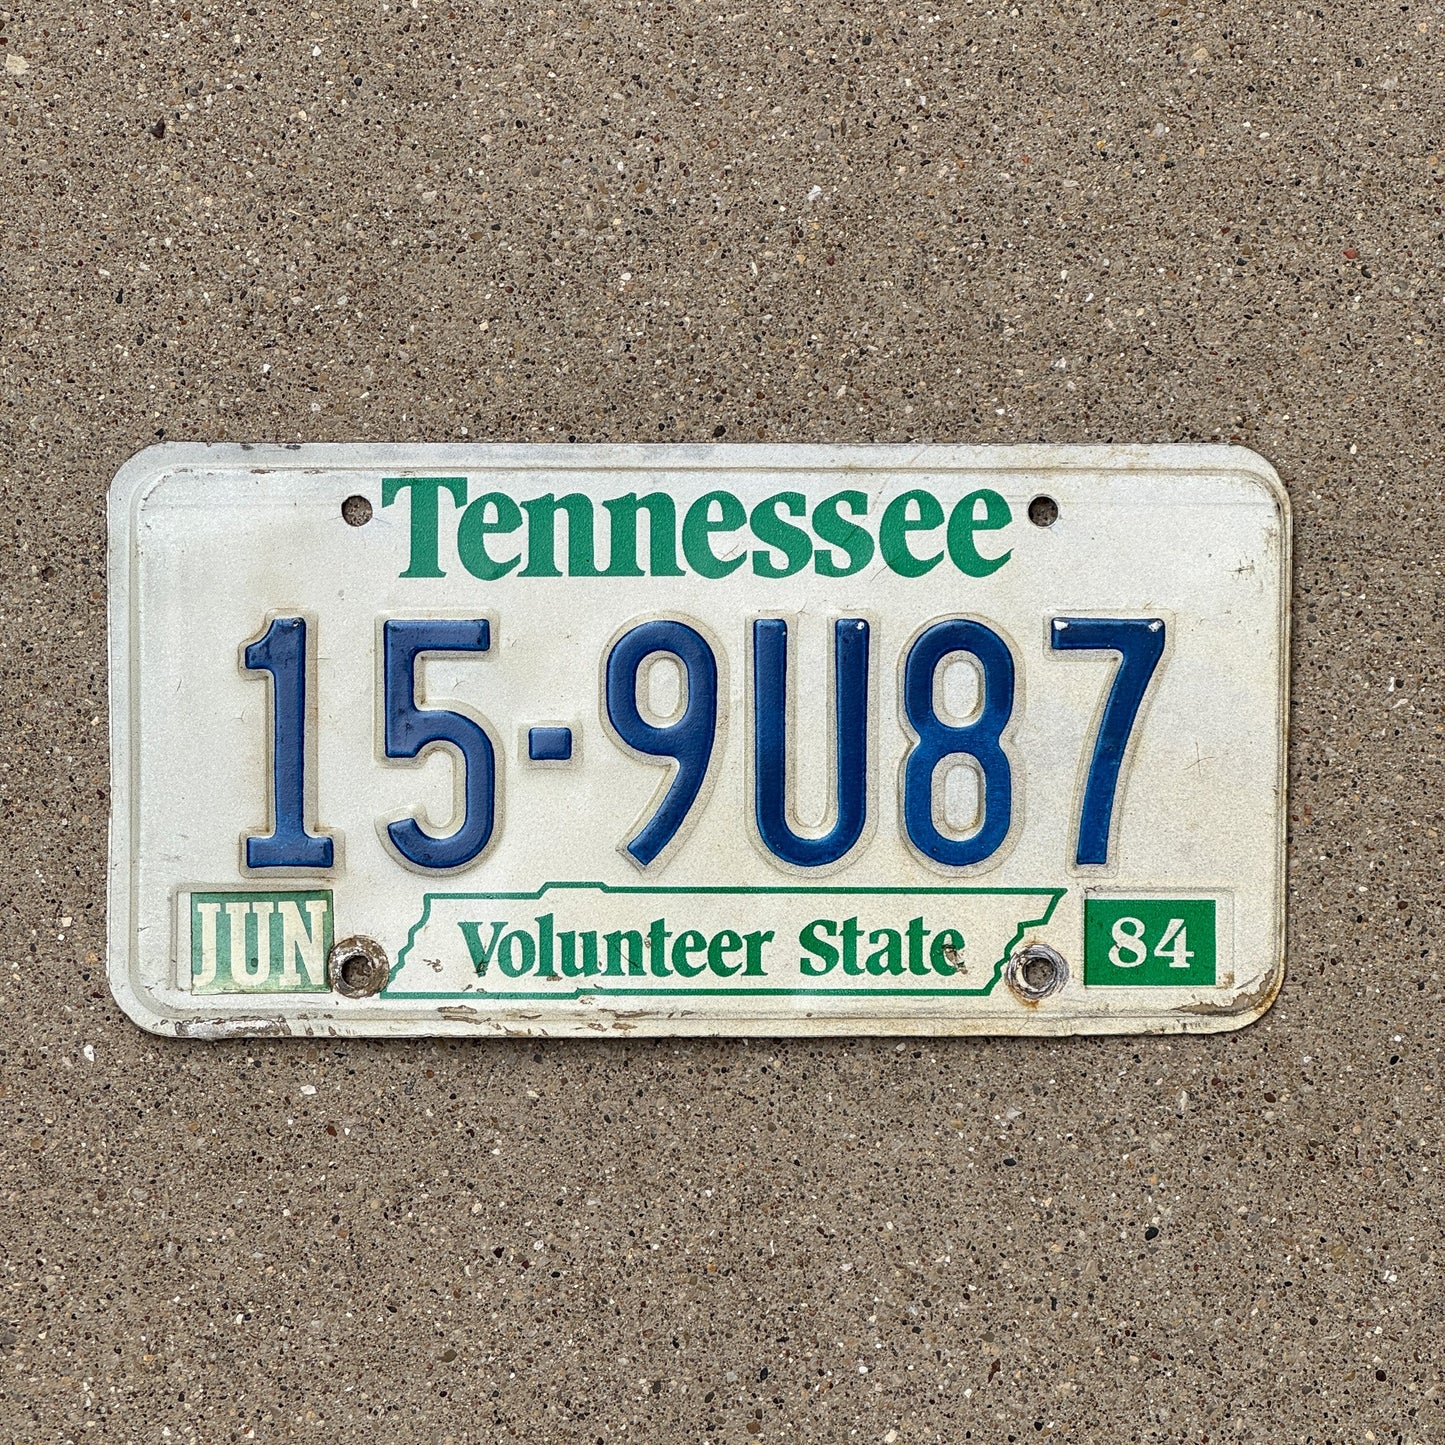 Tennessee
15-9U87
JUN Volunteer State 84